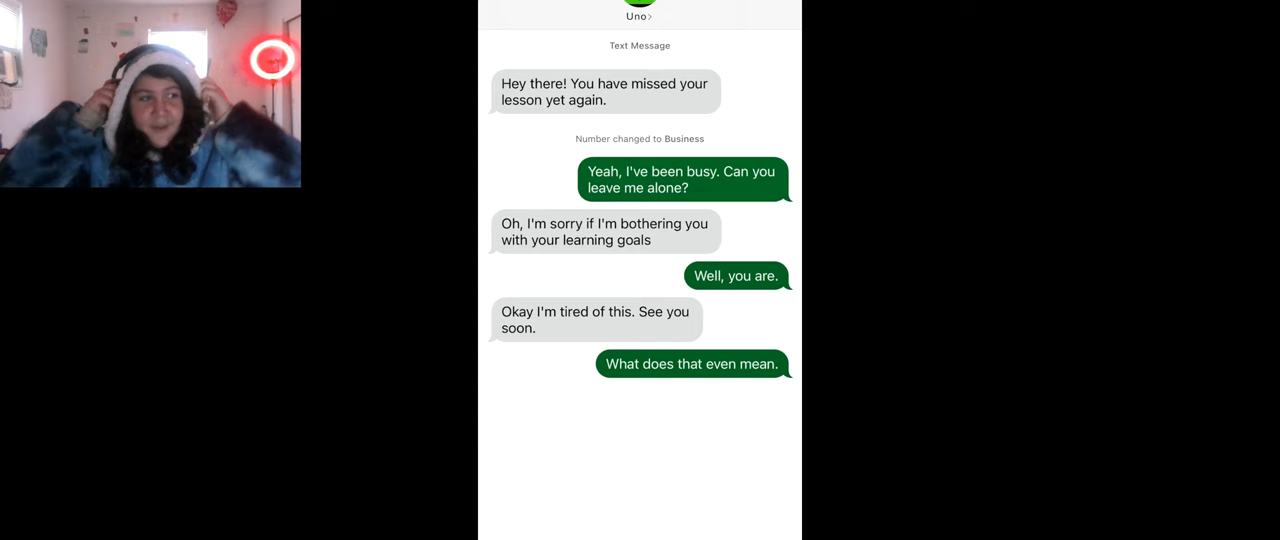 Uno>
Text Message
Hey there! You have missed your
lesson yet again.
Number changed to Business
Yeah, I've been busy. Can you
leave me alone?
Oh, I'm sorry if I'm bothering you
with your learning goals
Well, you are.
Okay I'm tired of this. See you
soon.
What does that even mean.